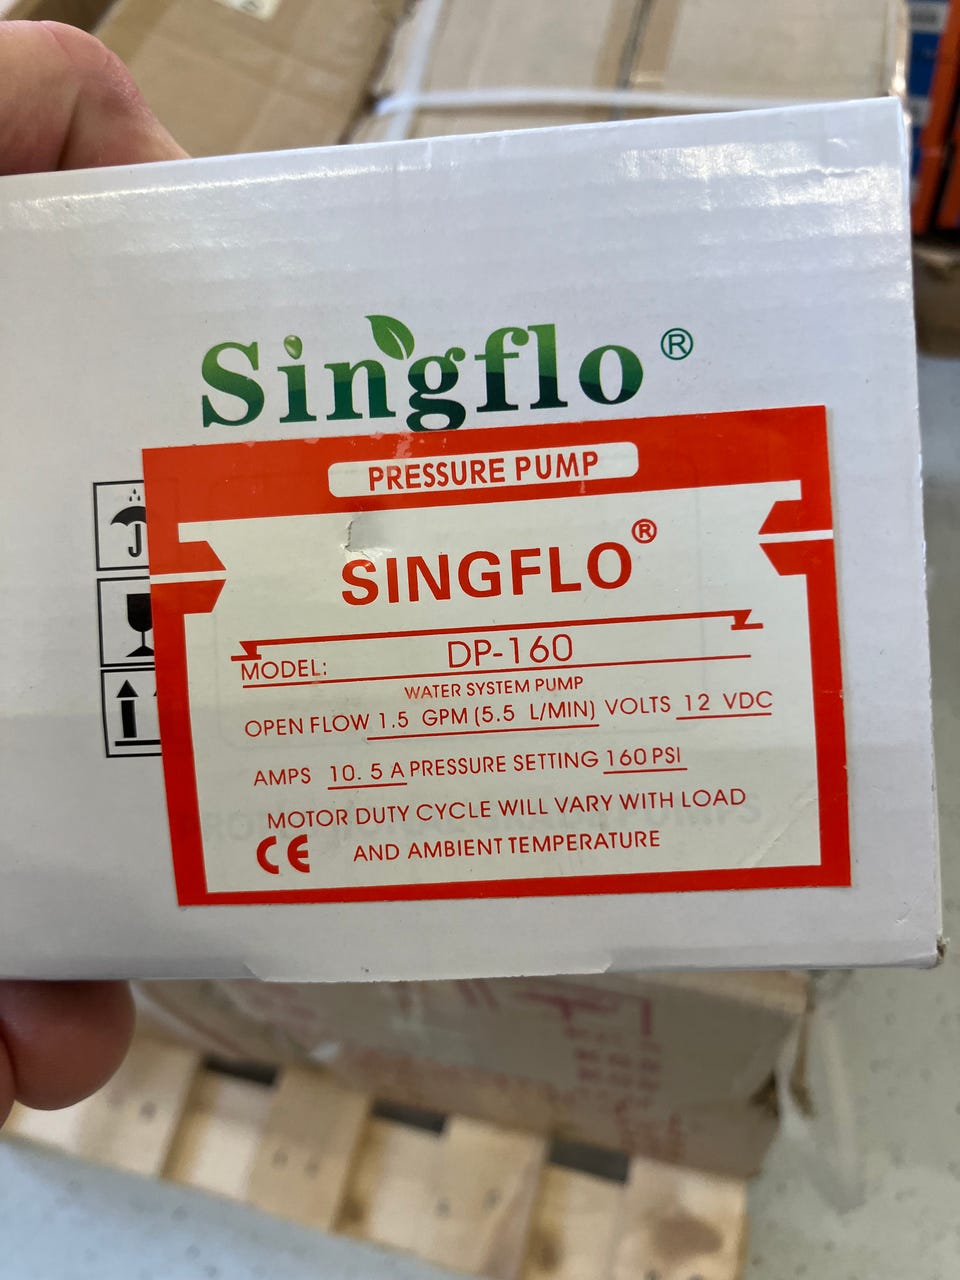 Singflo ®
PRESSURE PUMP
SINGFLO ®
MODEL: DP-160
WATER SYSTEM PUMP
OPEN FLOW 1.5 GPM (5.5 L/MIN) VOLTS 12 VDC
AMPS 10. 5 A PRESSURE SETTING 160 PSI
MOTOR DUTY CYCLE WILL VARY WITH LOAD
CE AND AMBIENT TEMPERATURE